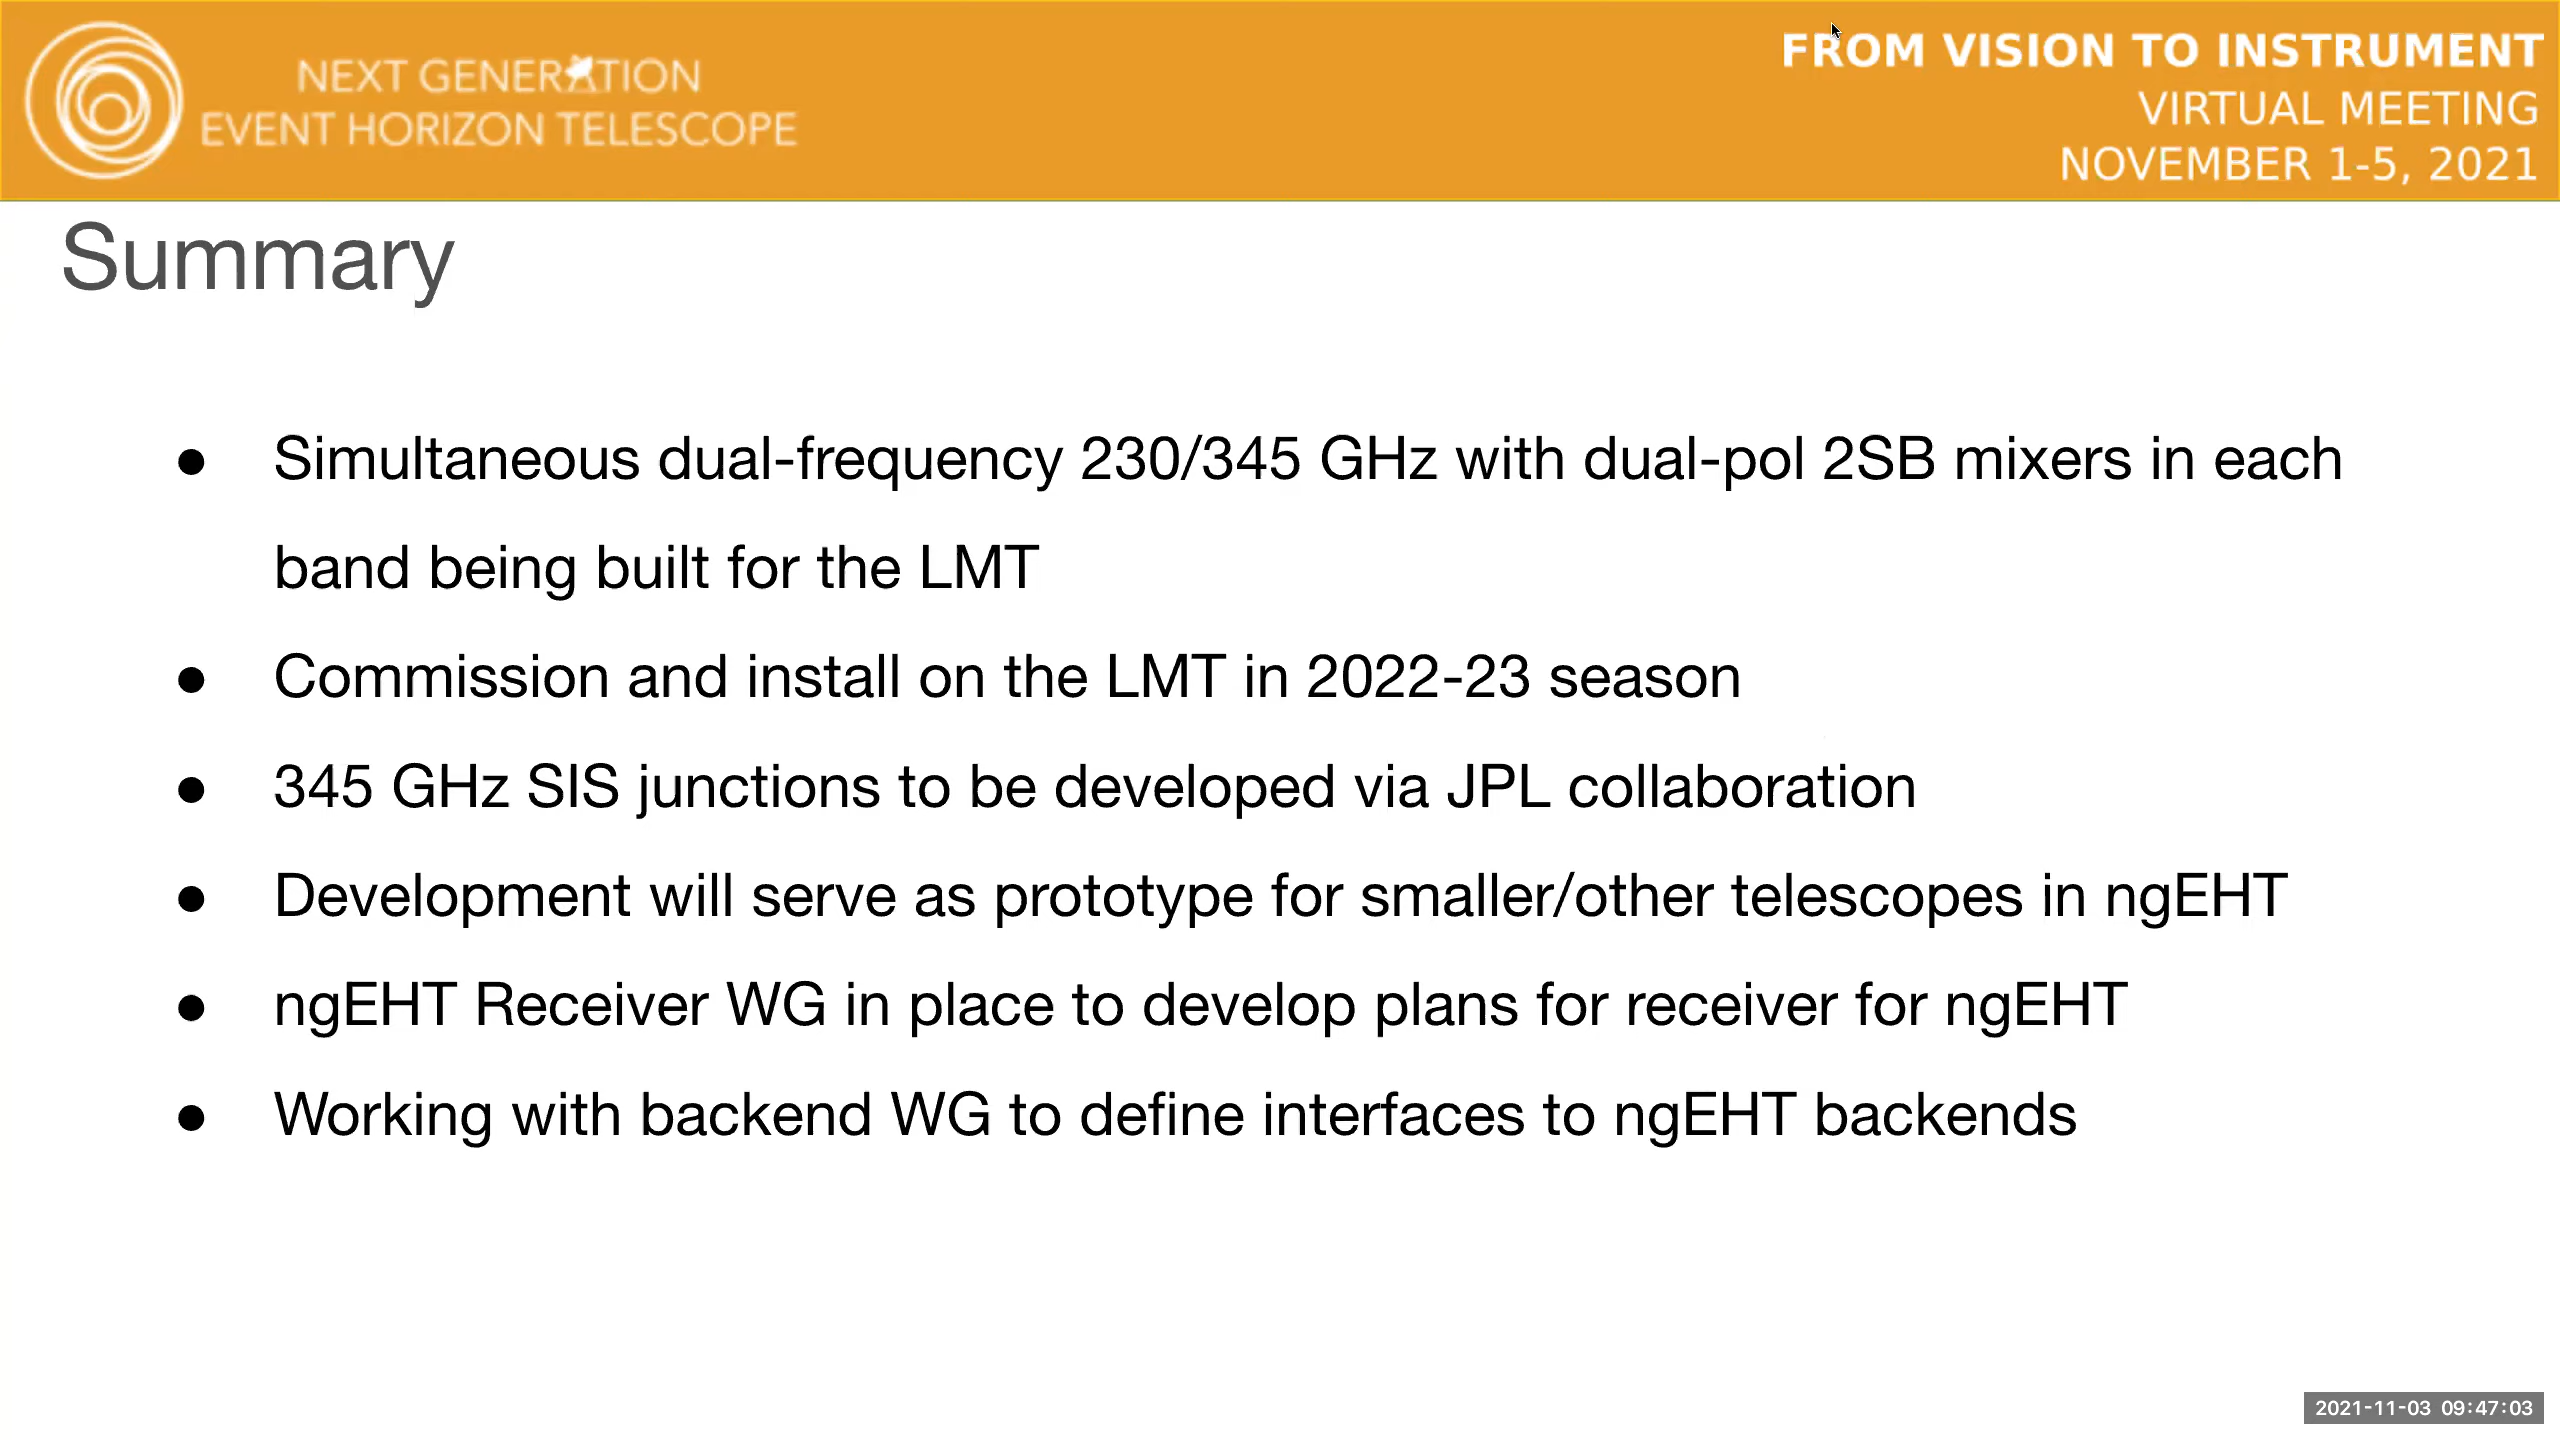 NEXT GENERATION
EVENT HORIZON TELESCOPE
FROM VISION TO INSTRUMENT
VIRTUAL MEETING
NOVEMBER 1-5, 2021
Summary
● Simultaneous dual-frequency 230/345 GHz with dual-pol 2SB mixers in each
band being built for the LMT
● Commission and install on the LMT in 2022-23 season
● 345 GHz SIS junctions to be developed via JPL collaboration
● Development will serve as prototype for smaller/other telescopes in ngEHT
● ngEHT Receiver WG in place to develop plans for receiver for ngEHT
● Working with backend WG to define interfaces to ngEHT backends
2021-11-03 09:47:03